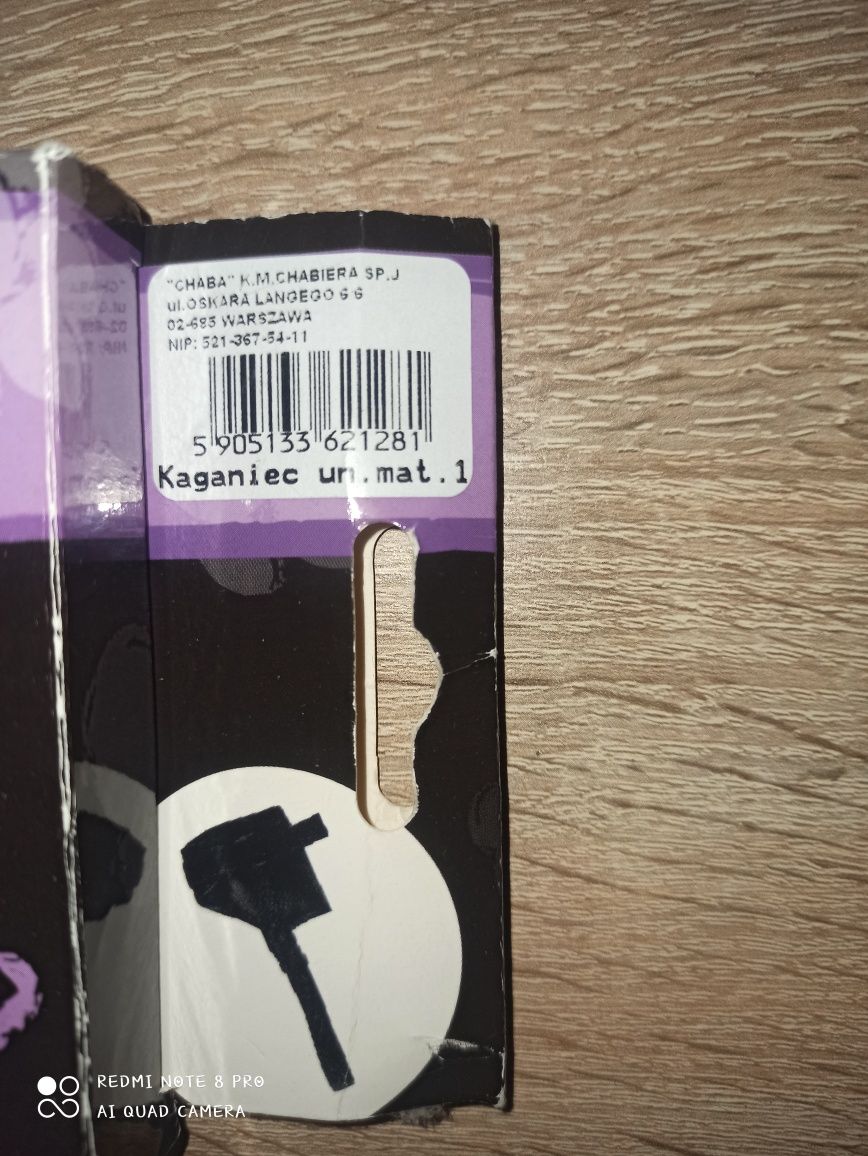 "CHABA" K.M.CHABIERA SP.J
ul.OSKARA LANGEGO 6 6
02-685 WARSZAWA
NIP: 521-367-54-11
5 905133 621281
Kaganiec un.mat.1
REDMI NOTE 8 PRO
AI QUAD CAMERA